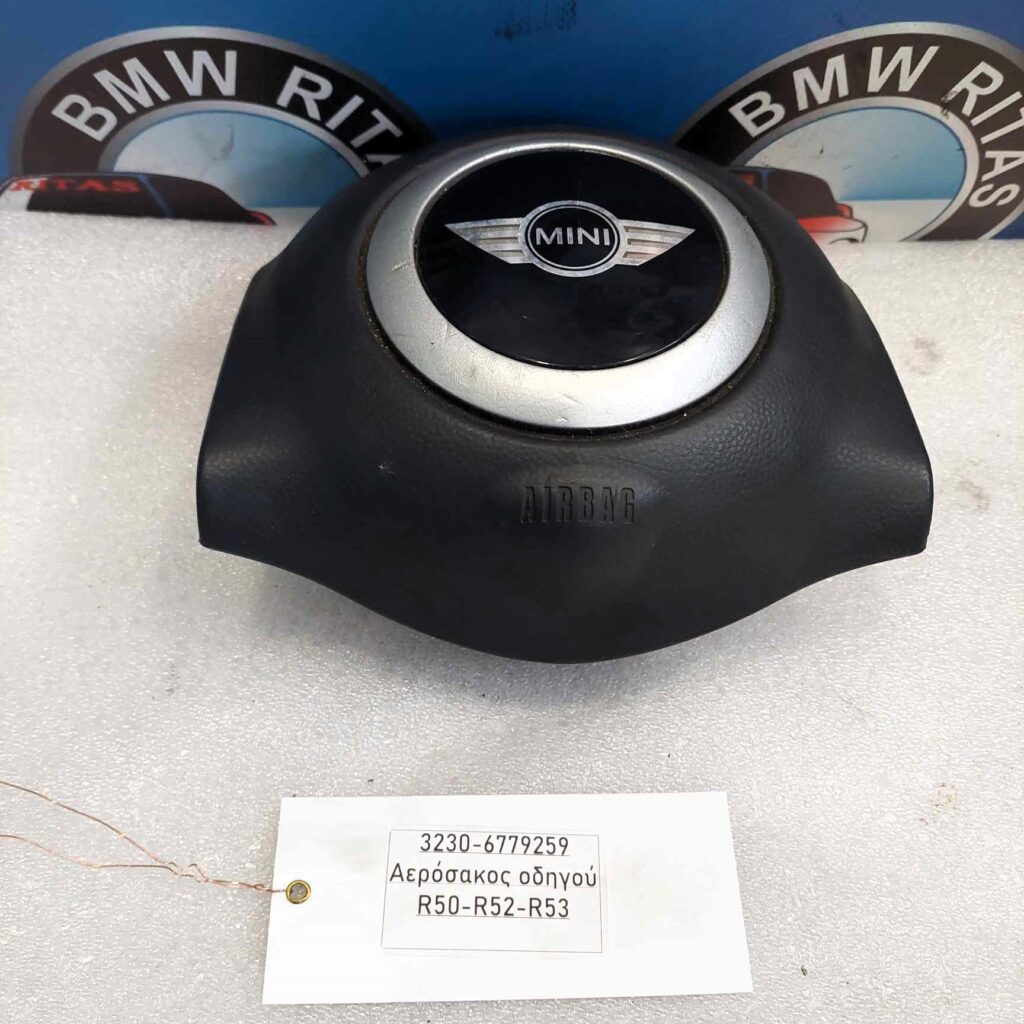 BMW RITAS
BMW RITAS
RITAS
MINI
AIRBAG
3230-6779259
Αερόσακος οδηγού
R50-R52-R53